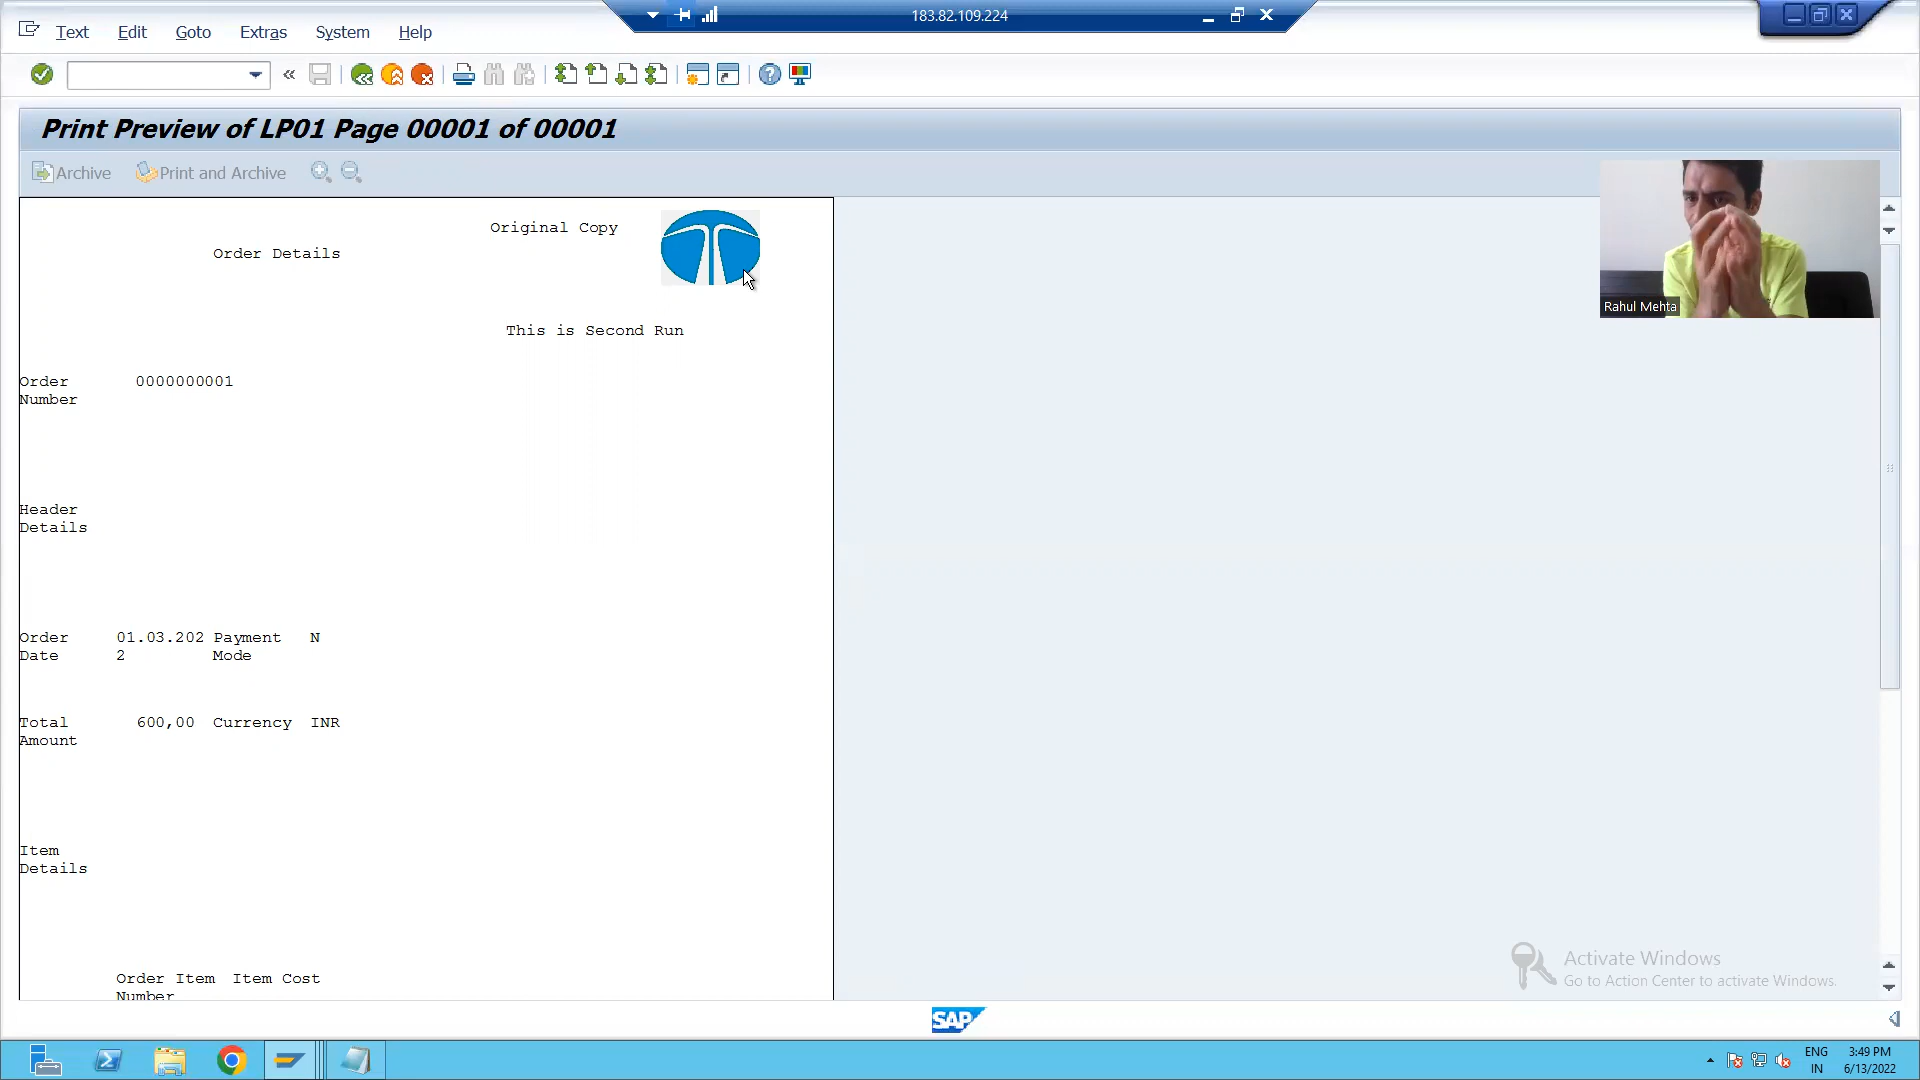 183.82.109.224
Text Edit Goto Extras System Help
Print Preview of LP01 Page 00001 of 00001
Archive Print and Archive
Rahul Mehta
Original Copy
Order Details
This is Second Run
Order 0000000001
Number
Header
Details
Order 01.03.202 Payment N
Date 2 Mode
Total 600,00 Currency INR
Amount
Item
Details
Order Item Item Cost
Number
Activate Windows
Go to Action Center to activate Windows.
SAP
ENG 3:49 PM
IN 6/13/2022